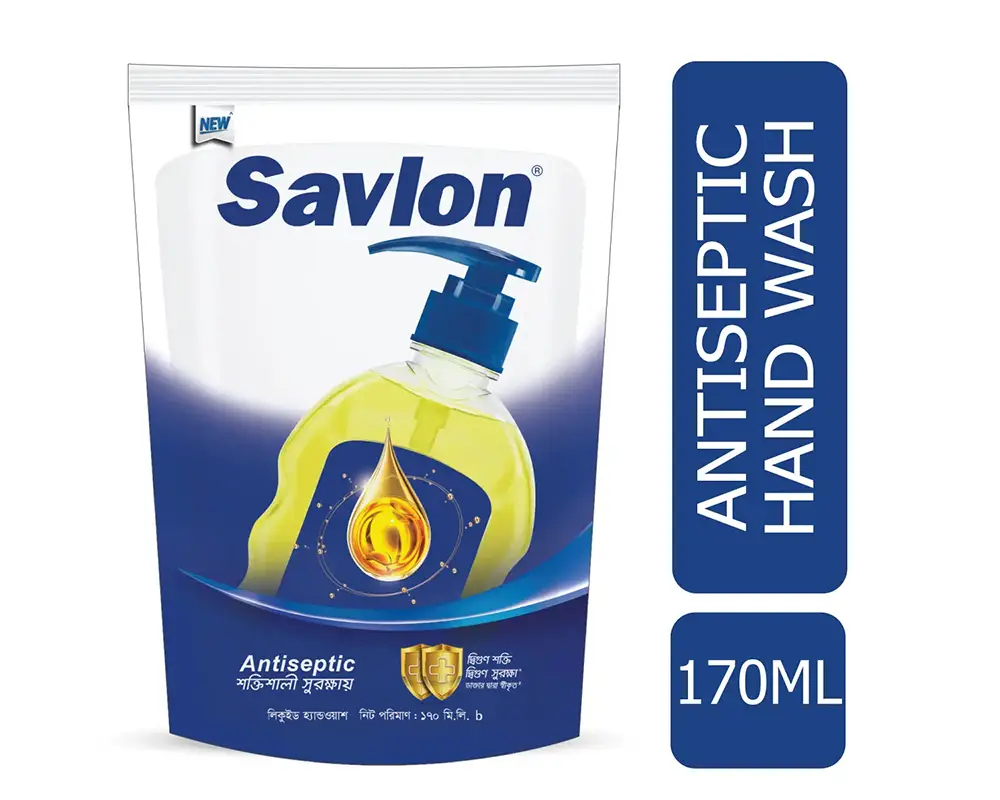 NEW^
Savlon®
Antiseptic
শক্তিশালী সুরক্ষায়
দ্বিগুণ শক্তি
দ্বিগুণ সুরক্ষা*
ডাক্তার দ্বারা স্বীকৃত*
লিকুইড হ্যান্ডওয়াশ নিট পরিমাণ : ১৭০ মি.লি. b
ANTISEPTIC
HAND WASH
170ML